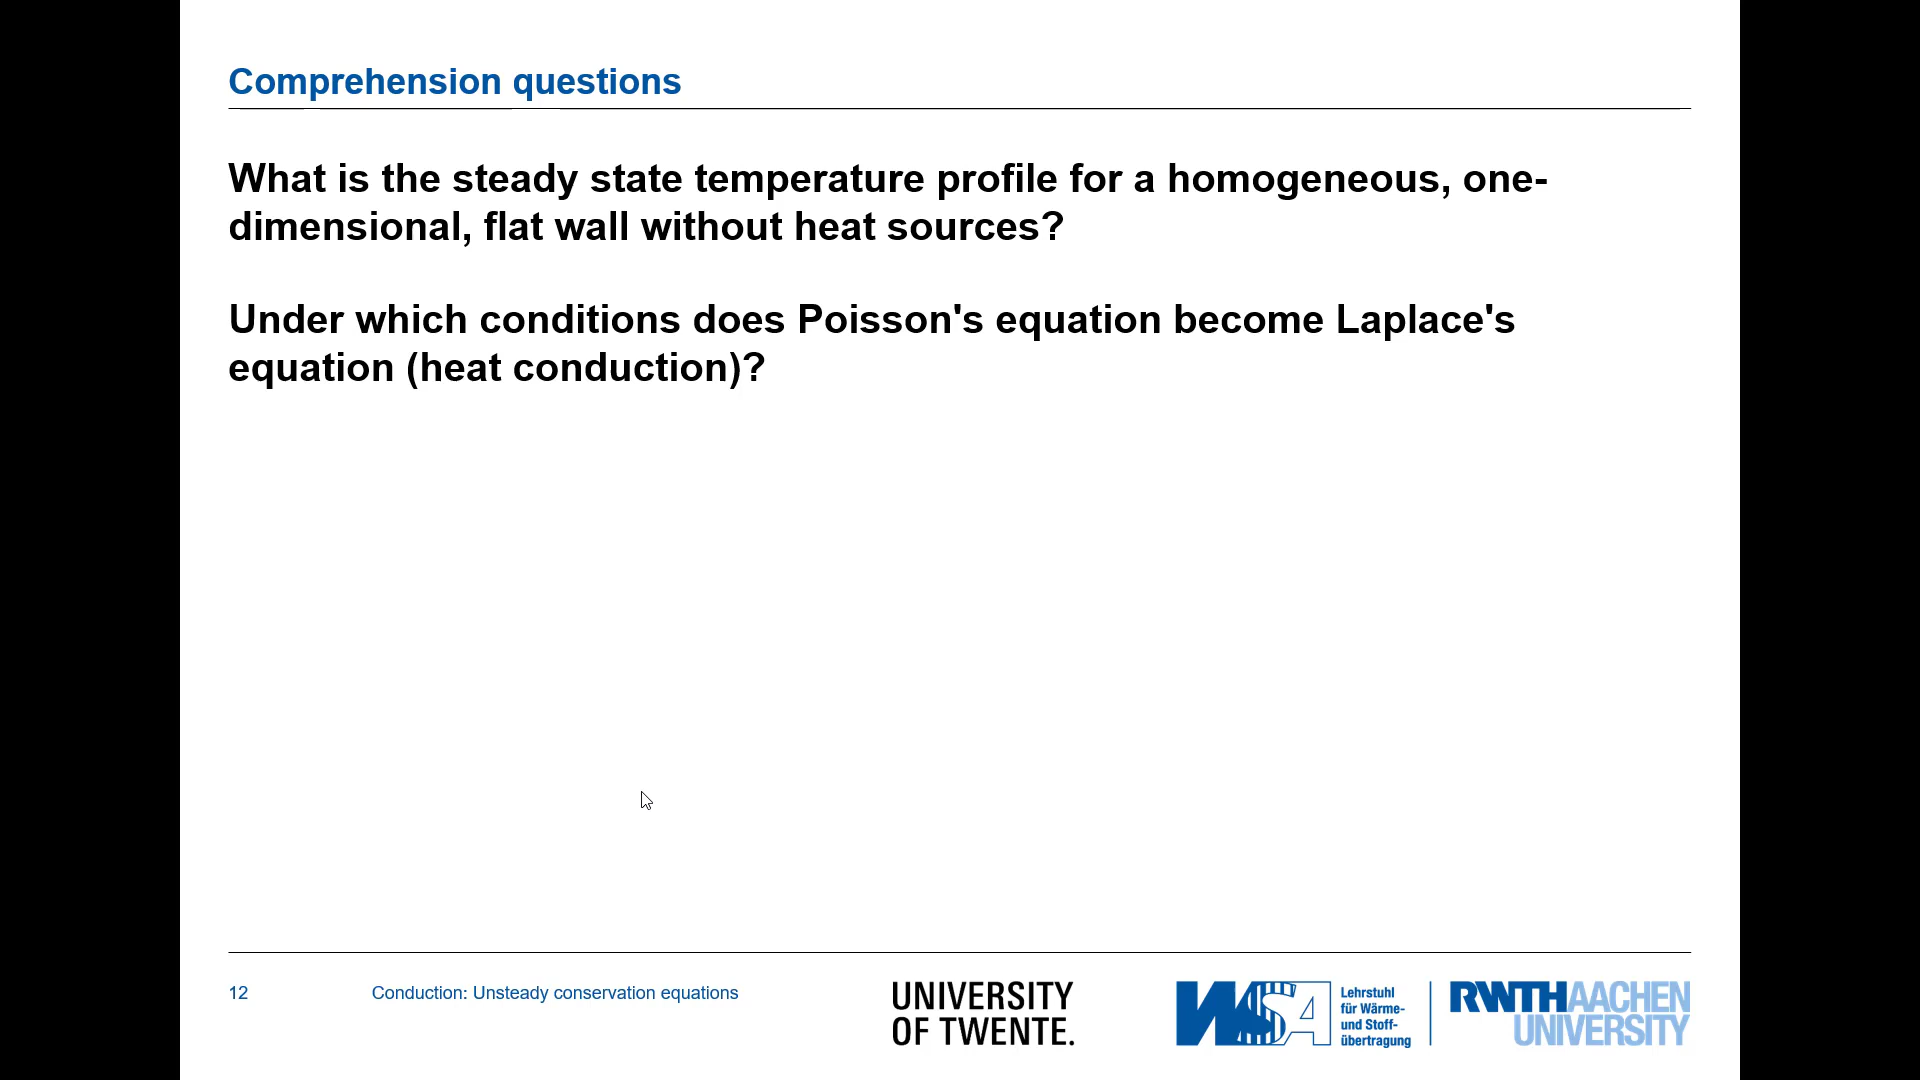 Comprehension questions
What is the steady state temperature profile for a homogeneous, one-
dimensional, flat wall without heat sources?
Under which conditions does Poisson's equation become Laplace's
equation (heat conduction)?
12
Conduction: Unsteady conservation equations
UNIVERSITY
OF TWENTE.
WSA
Lehrstuhl
für Wärme-
und Stoff-
übertragung
RWTHAACHEN
UNIVERSITY